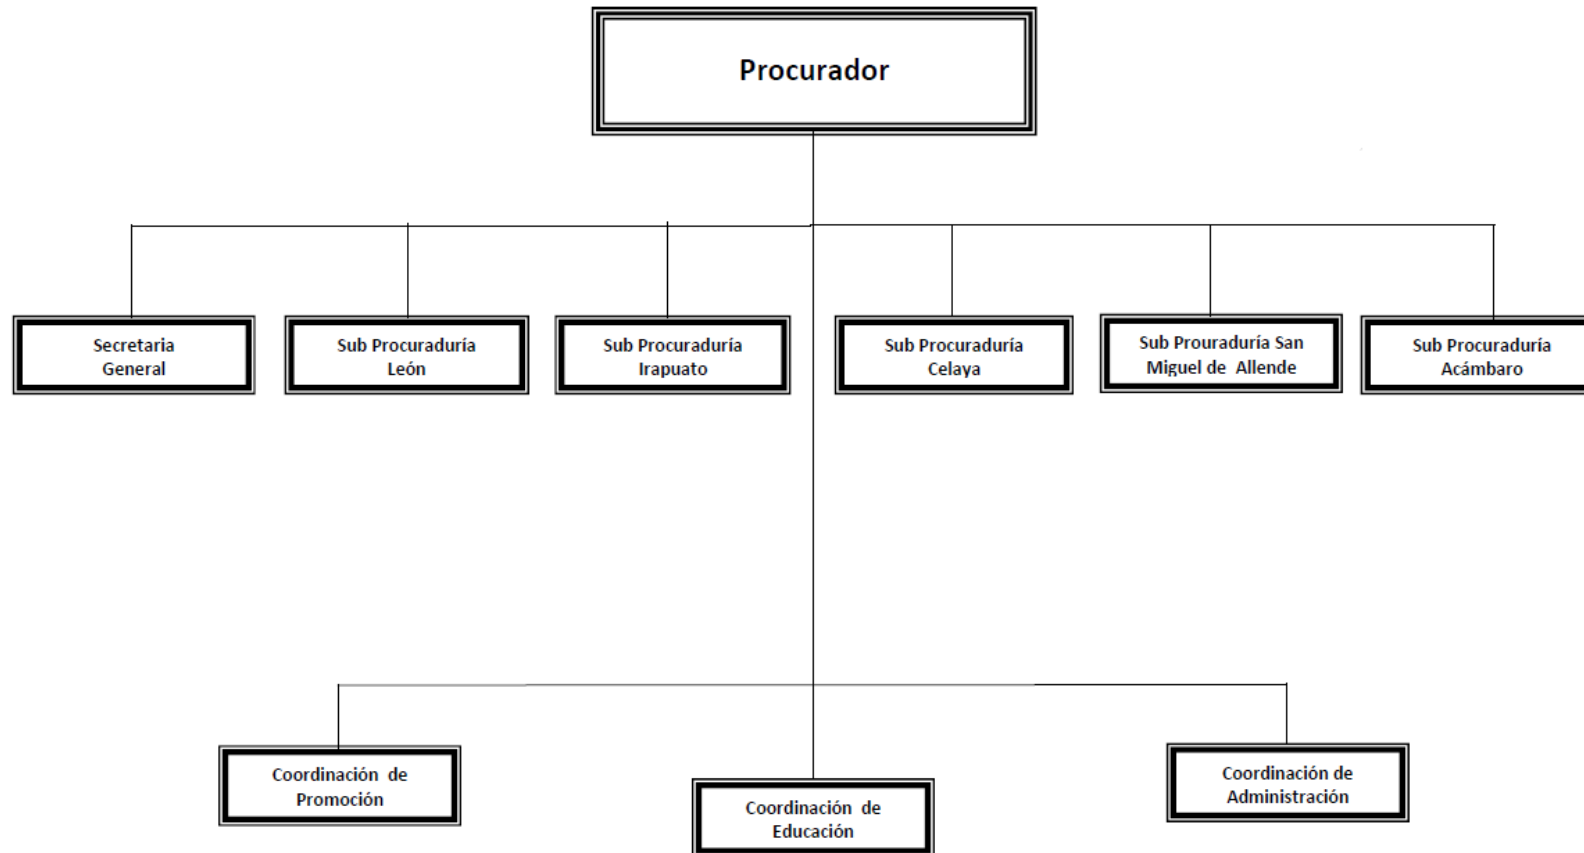 Procurador
Secretaria
General
Sub Procuraduría
León
Sub Procuraduría
Irapuato
Sub Procuraduría
Celaya
Sub Prouraduría San
Miguel de Allende
Sub Procuraduría
Acámbaro
Coordinación de
Promoción
Coordinación de
Educación
Coordinación de
Administración